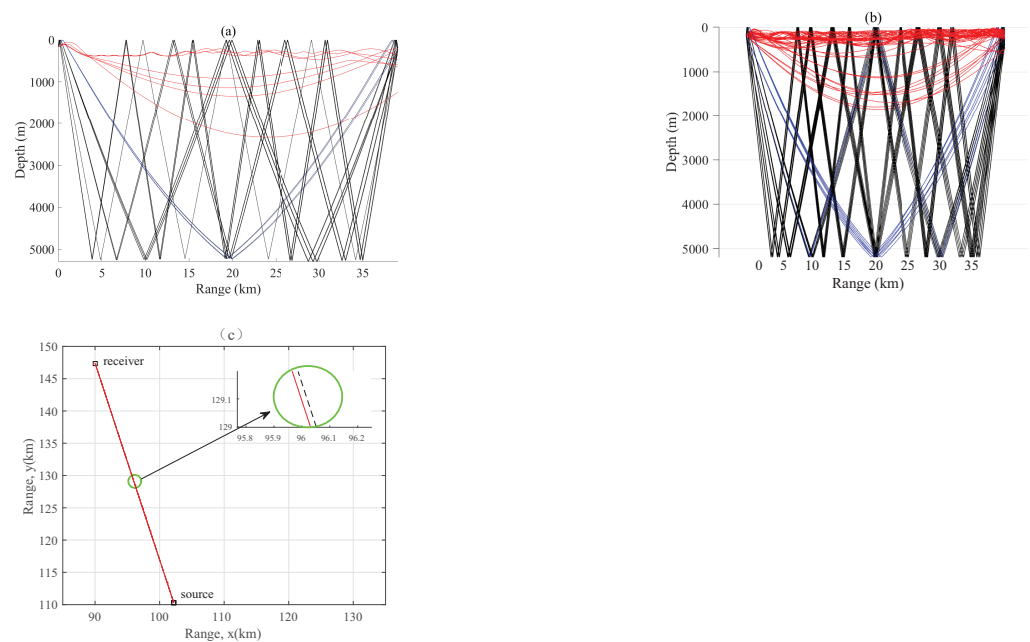 (a)
0
1000
2000
3000
4000
5000
Depth (m)
0 5 10 15 20 25 30 35
Range (km)
(b)
0
1000
2000
3000
4000
5000
Depth (m)
0 5 10 15 20 25 30 35
Range (km)
（c）
150
145
140
135
130
125
120
115
110
Range, y(km)
receiver
129.1
129
95.8 95.9 96 96.1 96.2
source
90 100 110 120 130
Range, x(km)